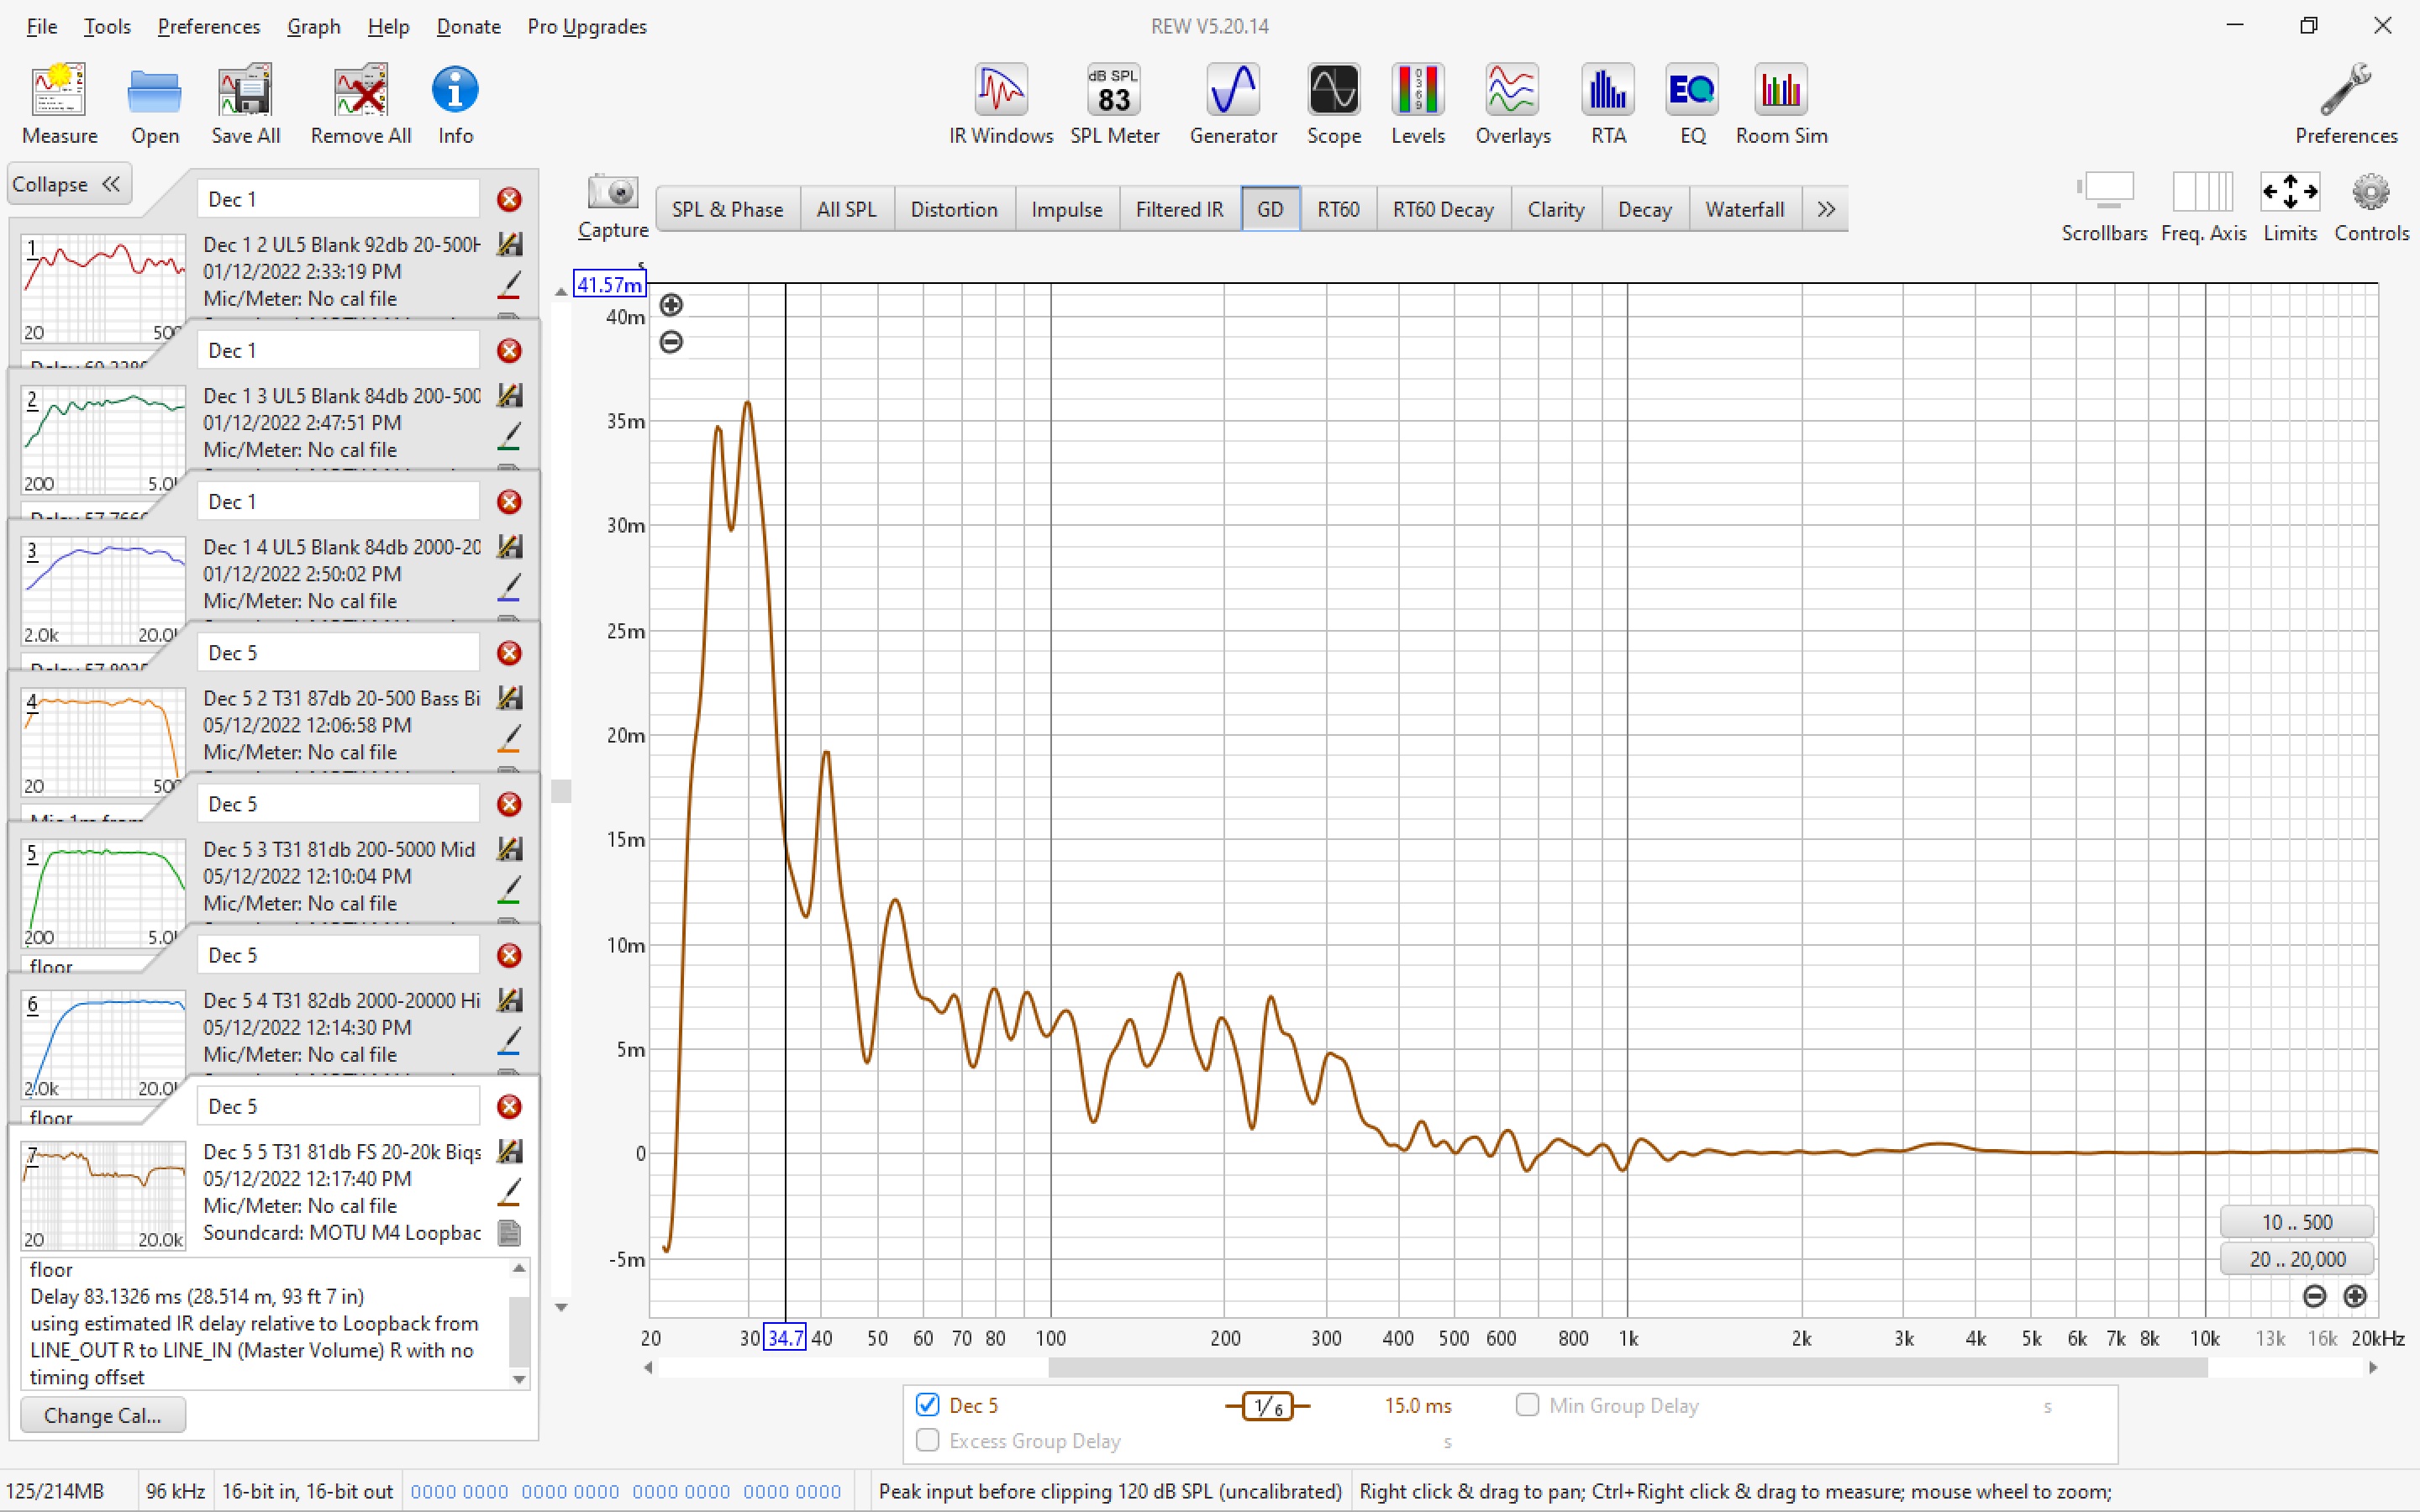 File Tools Preferences Graph Help Donate Pro Upgrades
REW V5.20.14
Measure Open Save All Remove All Info
IR Windows
dB SPL
83
SPL Meter Generator Scope
0 3 6 9
Levels Overlays RTA
EQ
EQ Room Sim Preferences
Collapse
Capture
SPL & Phase All SPL Distortion Impulse Filtered IR GD RT60 RT60 Decay Clarity Decay Waterfall
Scrollbars Freq. Axis Limits Controls
Dec 1
1
Dec 1 2 UL5 Blank 92db 20-500H
01/12/2022 2:33:19 PM
Mic/Meter: No cal file
20 500
Dec 1
2
Dec 1 3 UL5 Blank 84db 200-500
01/12/2022 2:47:51 PM
Mic/Meter: No cal file
200 5.0
Dec 1
3
Dec 1 4 UL5 Blank 84db 2000-20
01/12/2022 2:50:02 PM
Mic/Meter: No cal file
2.0k 20.0
Dec 5
4
Dec 5 2 T31 87db 20-500 Bass Bi
05/12/2022 12:06:58 PM
Mic/Meter: No cal file
20 500
Dec 5
5
Dec 5 3 T31 81db 200-5000 Mid
05/12/2022 12:10:04 PM
Mic/Meter: No cal file
200 5.0
floor
Dec 5
6
Dec 5 4 T31 82db 2000-20000 Hi
05/12/2022 12:14:30 PM
Mic/Meter: No cal file
2.0k 20.0
floor
Dec 5
7
Dec 5 5 T31 81db FS 20-20k Biqs
05/12/2022 12:17:40 PM
Mic/Meter: No cal file
Soundcard: MOTU M4 Loopbac
20 20.0k
floor
Delay 83.1326 ms (28.514 m, 93 ft 7 in)
using estimated IR delay relative to Loopback from
LINE_OUT R to LINE_IN (Master Volume) R with no
timing offset
Change Cal...
s
41.57m
40m
35m
30m
25m
20m
15m
10m
5m
0
-5m
10 .. 500
20 .. 20,000
20 30 34.7 40 50 60 70 80 100 200 300 400 500 600 800 1k 2k 3k 4k 5k 6k 7k 8k 10k 13k 16k 20kHz
Dec 5 1/6 15.0 ms Min Group Delay s
Excess Group Delay s
125/214MB 96 kHz 16-bit in, 16-bit out 0000 0000 0000 0000 0000 0000 0000 0000 Peak input before clipping 120 dB SPL (uncalibrated) Right click & drag to pan; Ctrl+Right click & drag to measure; mouse wheel to zoom;